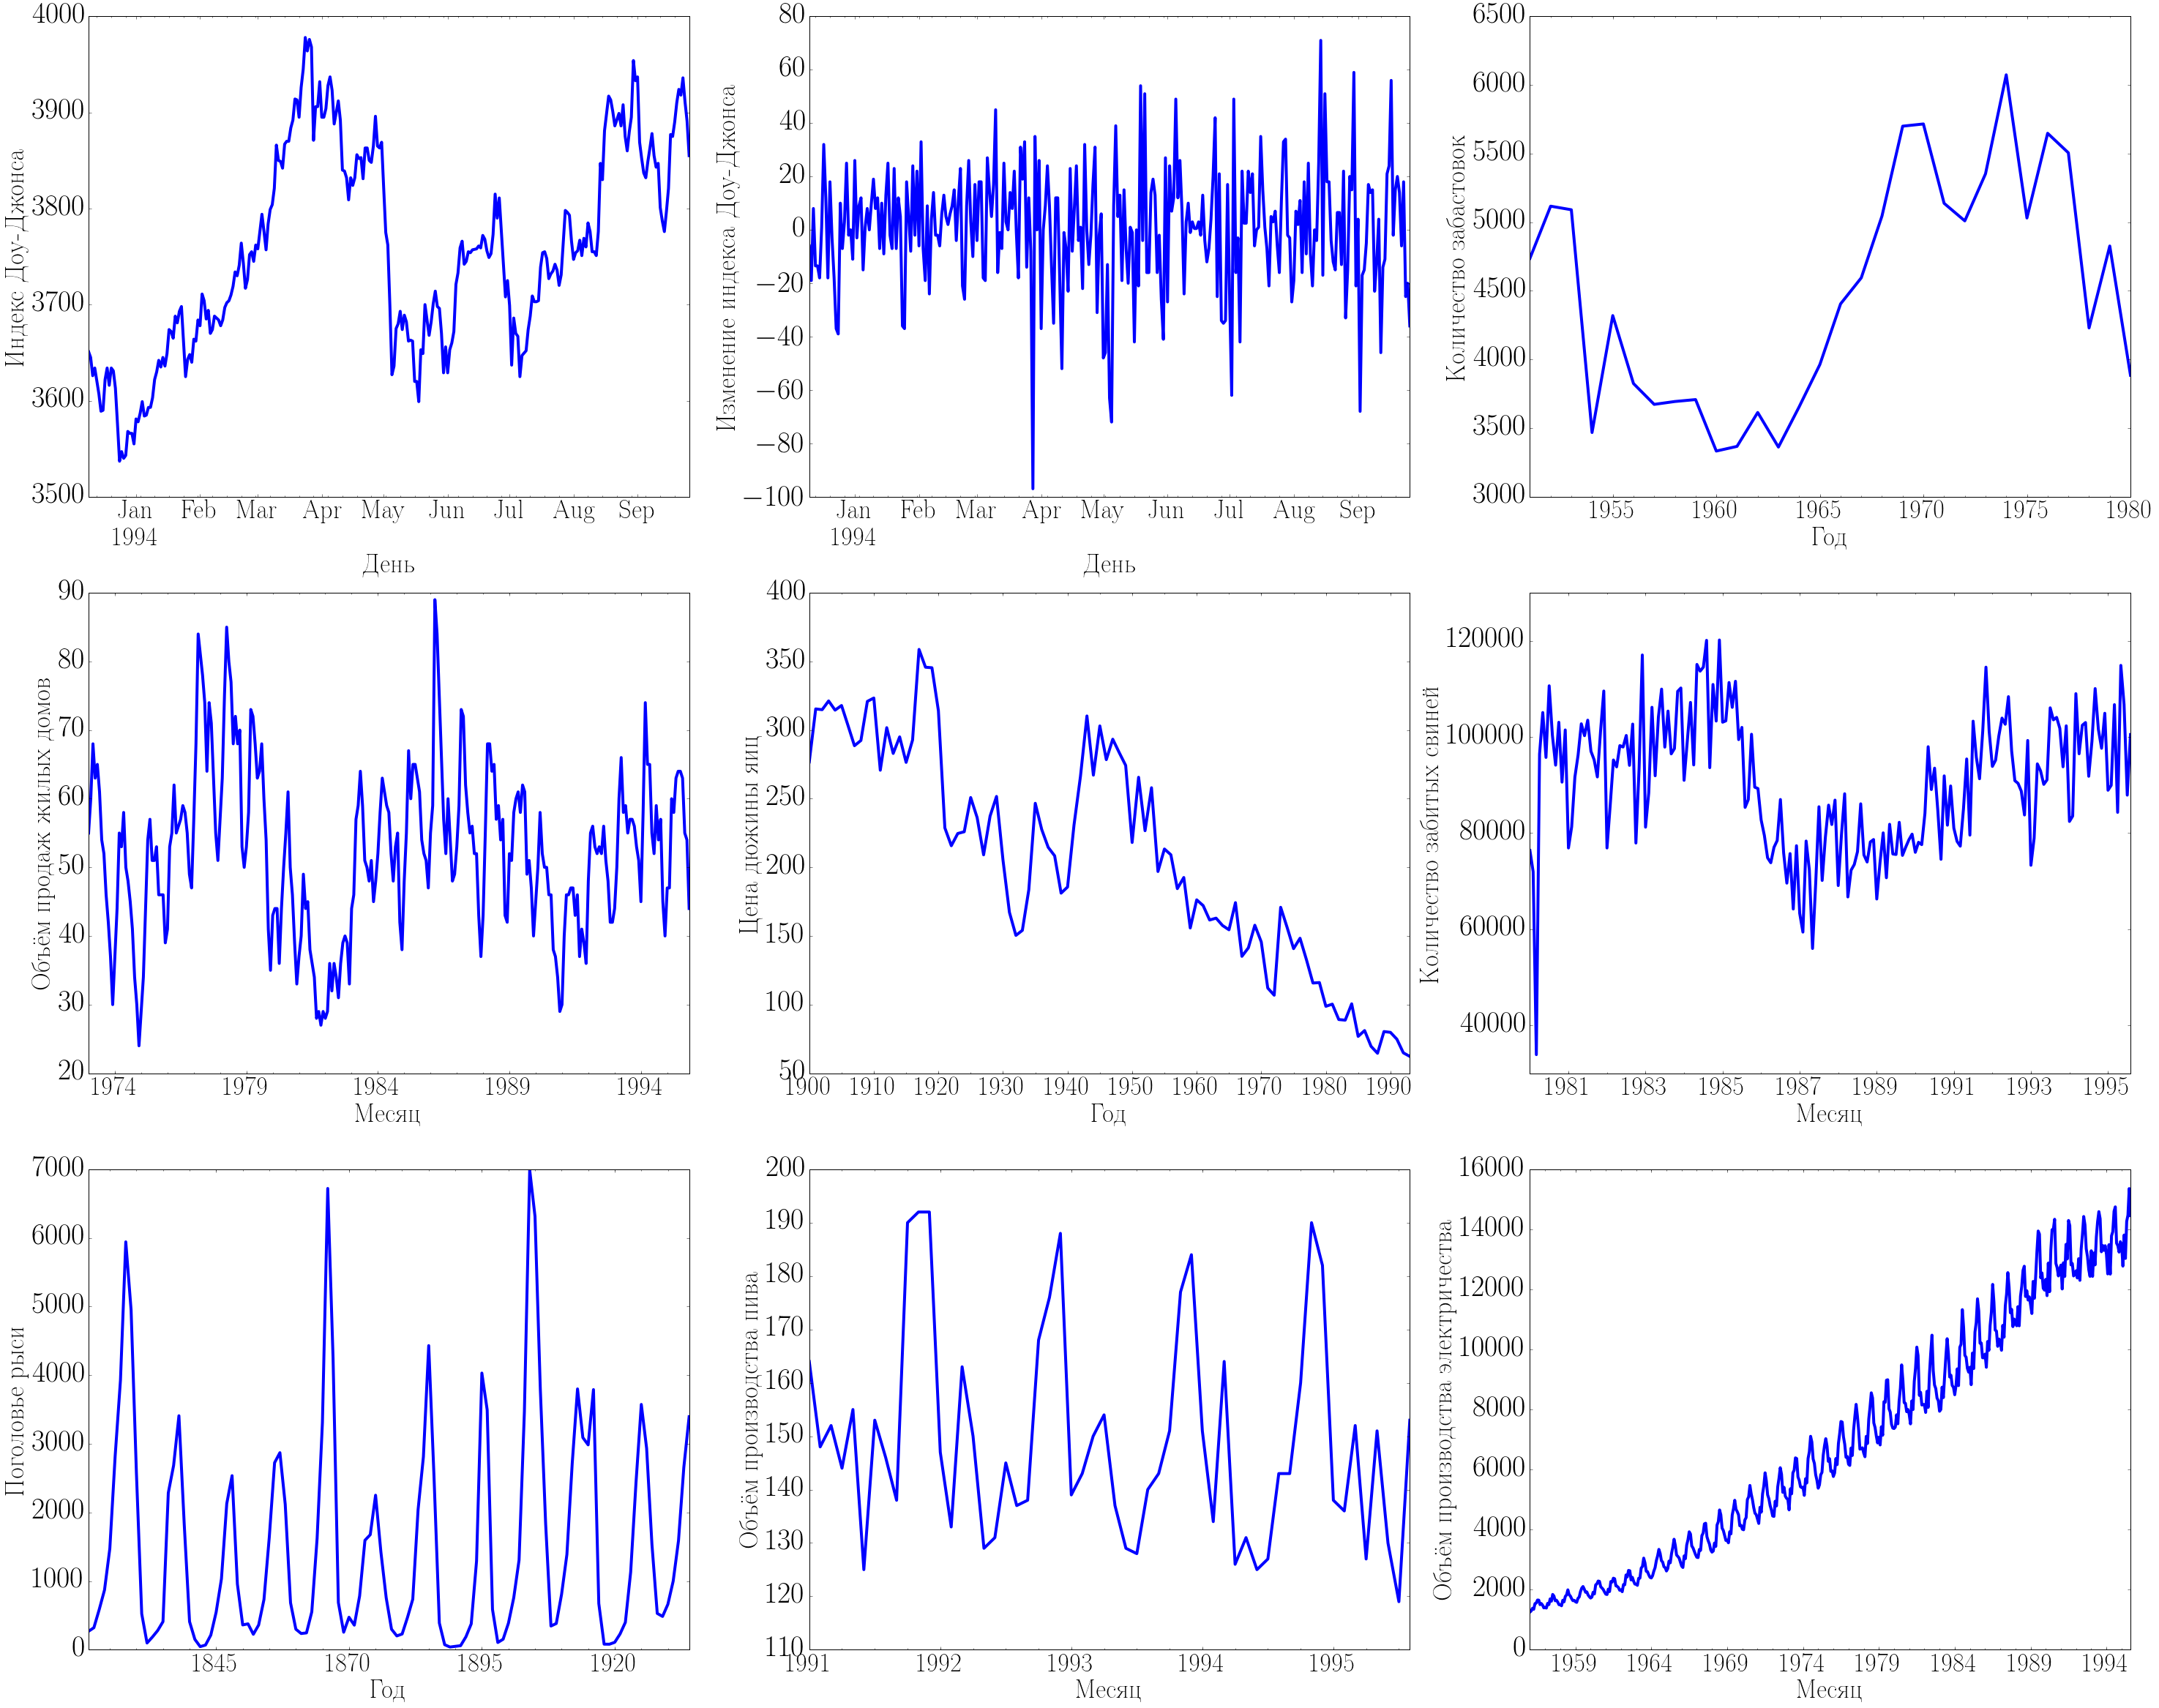 4000
3900
3800
3700
3600
3500
Индекс Доу-Джонса
Jan Feb Mar Apr May Jun Jul Aug Sep
1994
День
80
60
40
20
0
−20
−40
−60
−80
−100
Изменение индекса Доу-Джонса
Jan Feb Mar Apr May Jun Jul Aug Sep
1994
День
6500
6000
5500
5000
4500
4000
3500
3000
Количество забастовок
1955 1960 1965 1970 1975 1980
Год
90
80
70
60
50
40
30
20
Объём продаж жилых домов
1974 1979 1984 1989 1994
Месяц
400
350
300
250
200
150
100
50
Цена дюжины яиц
1900 1910 1920 1930 1940 1950 1960 1970 1980 1990
Год
120000
100000
80000
60000
40000
Количество забитых свиней
1981 1983 1985 1987 1989 1991 1993 1995
Месяц
7000
6000
5000
4000
3000
2000
1000
0
Поголовье рыси
1845 1870 1895 1920
Год
200
190
180
170
160
150
140
130
120
110
Объём производства пива
1991 1992 1993 1994 1995
Месяц
16000
14000
12000
10000
8000
6000
4000
2000
0
Объём производства электричества
1959 1964 1969 1974 1979 1984 1989 1994
Месяц